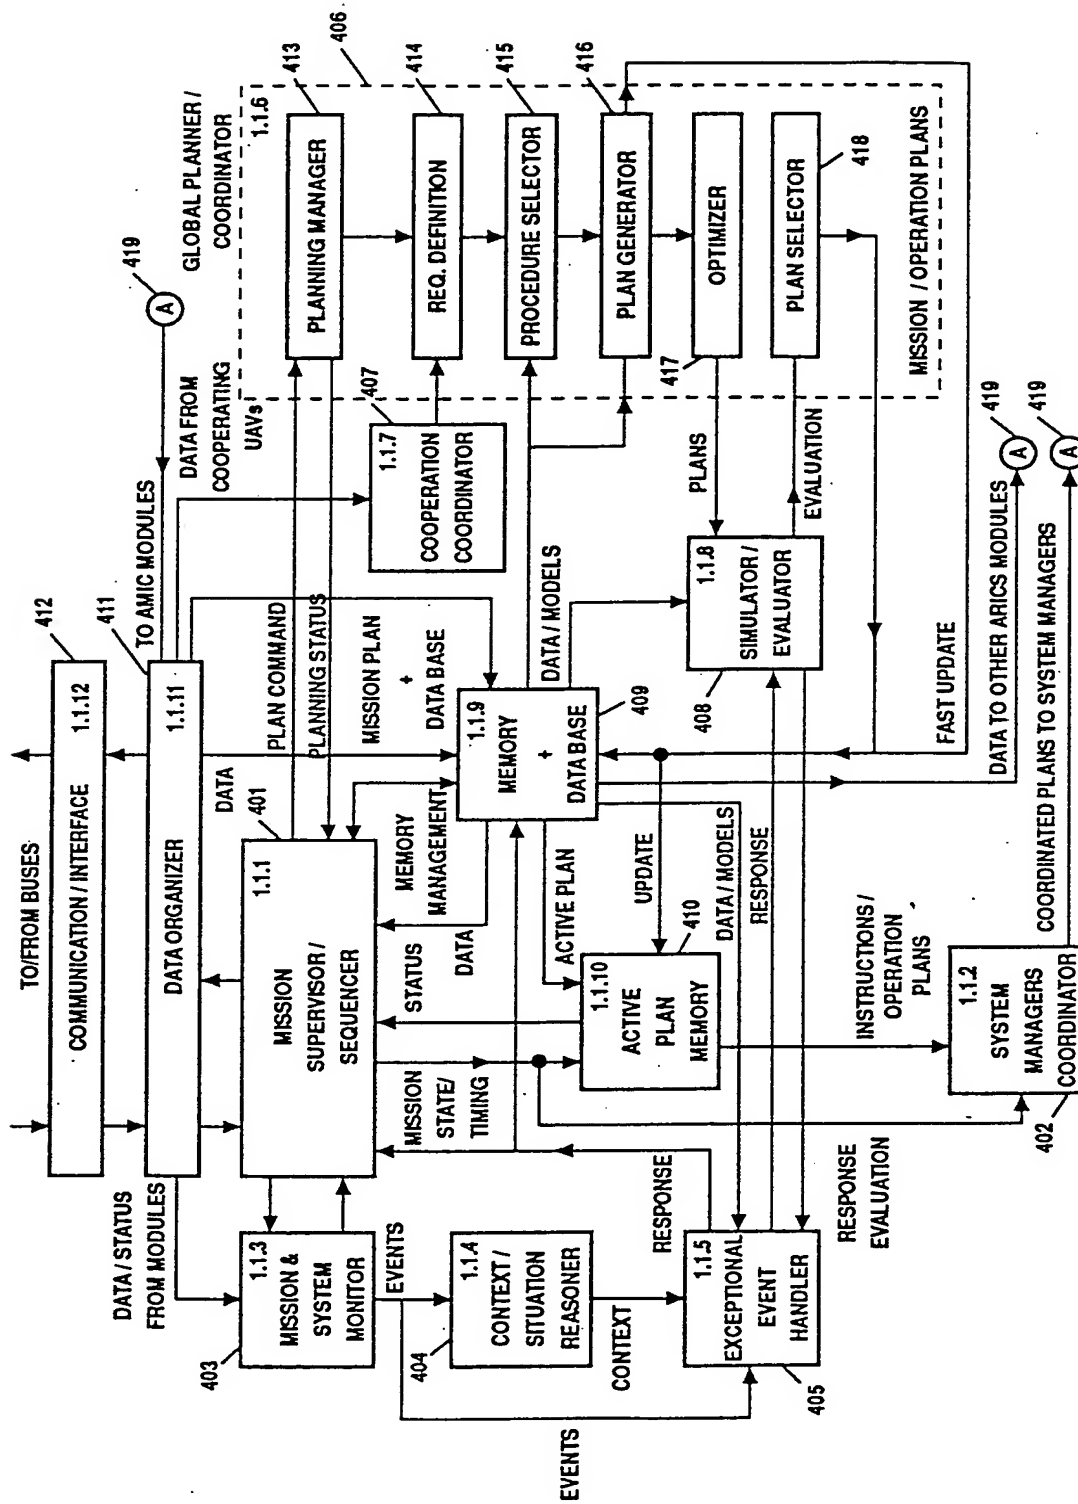 TO/FROM BUSES
412
COMMUNICATION / INTERFACE
1.1.12
411
DATA ORGANIZER
1.1.11
TO AMIC MODULES
419
A
GLOBAL PLANNER /
COORDINATOR
DATA FROM
COOPERATING
UAVs
DATA / STATUS
FROM MODULES
DATA
401
1.1.1
MISSION
SUPERVISOR/
SEQUENCER
PLAN COMMAND
PLANNING STATUS
MISSION PLAN
+
DATA BASE
407
1.1.7
COOPERATION
COORDINATOR
1.1.6
406
PLANNING MANAGER
413
REQ. DEFINITION
414
PROCEDURE SELECTOR
415
PLAN GENERATOR
416
OPTIMIZER
417
PLAN SELECTOR
418
MISSION / OPERATION PLANS
403
1.1.3
MISSION &
SYSTEM
MONITOR
MEMORY
MANAGEMENT
DATA
STATUS
MISSION
STATE/
TIMING
1.1.9
MEMORY
+
DATA BASE
409
DATA / MODELS
ACTIVE PLAN
EVENTS
404
1.1.4
CONTEXT /
SITUATION
REASONER
1.1.10
ACTIVE
PLAN
MEMORY
410
UPDATE
DATA / MODELS
RESPONSE
PLANS
1.1.8
SIMULATOR /
EVALUATOR
408
EVALUATION
FAST UPDATE
CONTEXT
RESPONSE
1.1.5
EXCEPTIONAL
EVENT
HANDLER
405
RESPONSE
EVALUATION
EVENTS
INSTRUCTIONS /
OPERATION
PLANS
1.1.2
SYSTEM
MANAGERS
COORDINATOR
402
DATA TO OTHER ARICS MODULES
419
A
COORDINATED PLANS TO SYSTEM MANAGERS
419
A